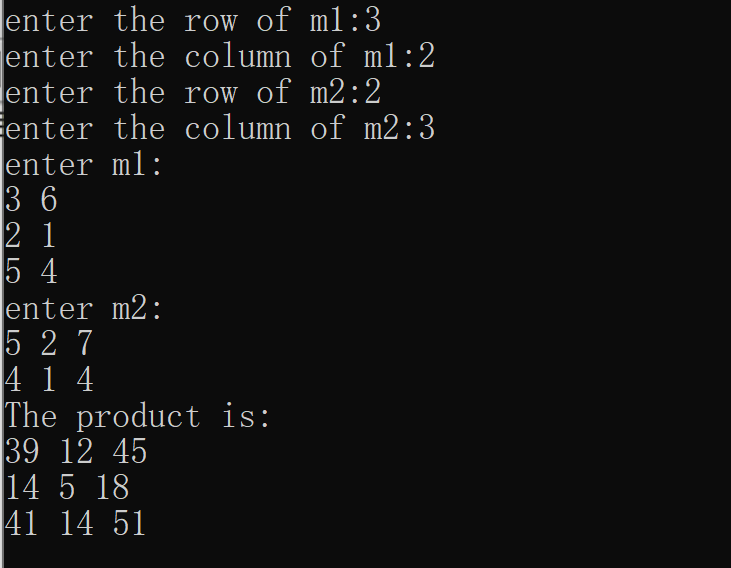 enter the row of m1:3
enter the column of m1:2
enter the row of m2:2
enter the column of m2:3
enter m1:
3 6
2 1
5 4
enter m2:
5 2 7
4 1 4
The product is:
39 12 45
14 5 18
41 14 51